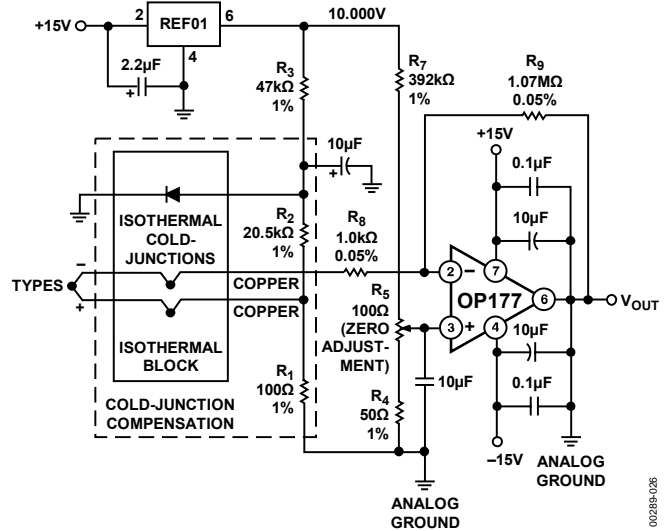 +15V
2
REF01
6
10.000V
4
2.2µF
+
R3
47kΩ
1%
R7
392kΩ
1%
R9
1.07MΩ
0.05%
+15V
10µF
+
0.1µF
10µF
ISOTHERMAL
COLD-
JUNCTIONS
R2
20.5kΩ
1%
R8
1.0kΩ
0.05%
–
TYPES
+
COPPER
COPPER
ISOTHERMAL
BLOCK
R5
100Ω
(ZERO
ADJUST-
MENT)
2
–
7
OP177
6
VOUT
3
+
4
10µF
10µF
0.1µF
R1
100Ω
1%
R4
50Ω
1%
COLD-JUNCTION
COMPENSATION
–15V
ANALOG
GROUND
ANALOG
GROUND
00289-026